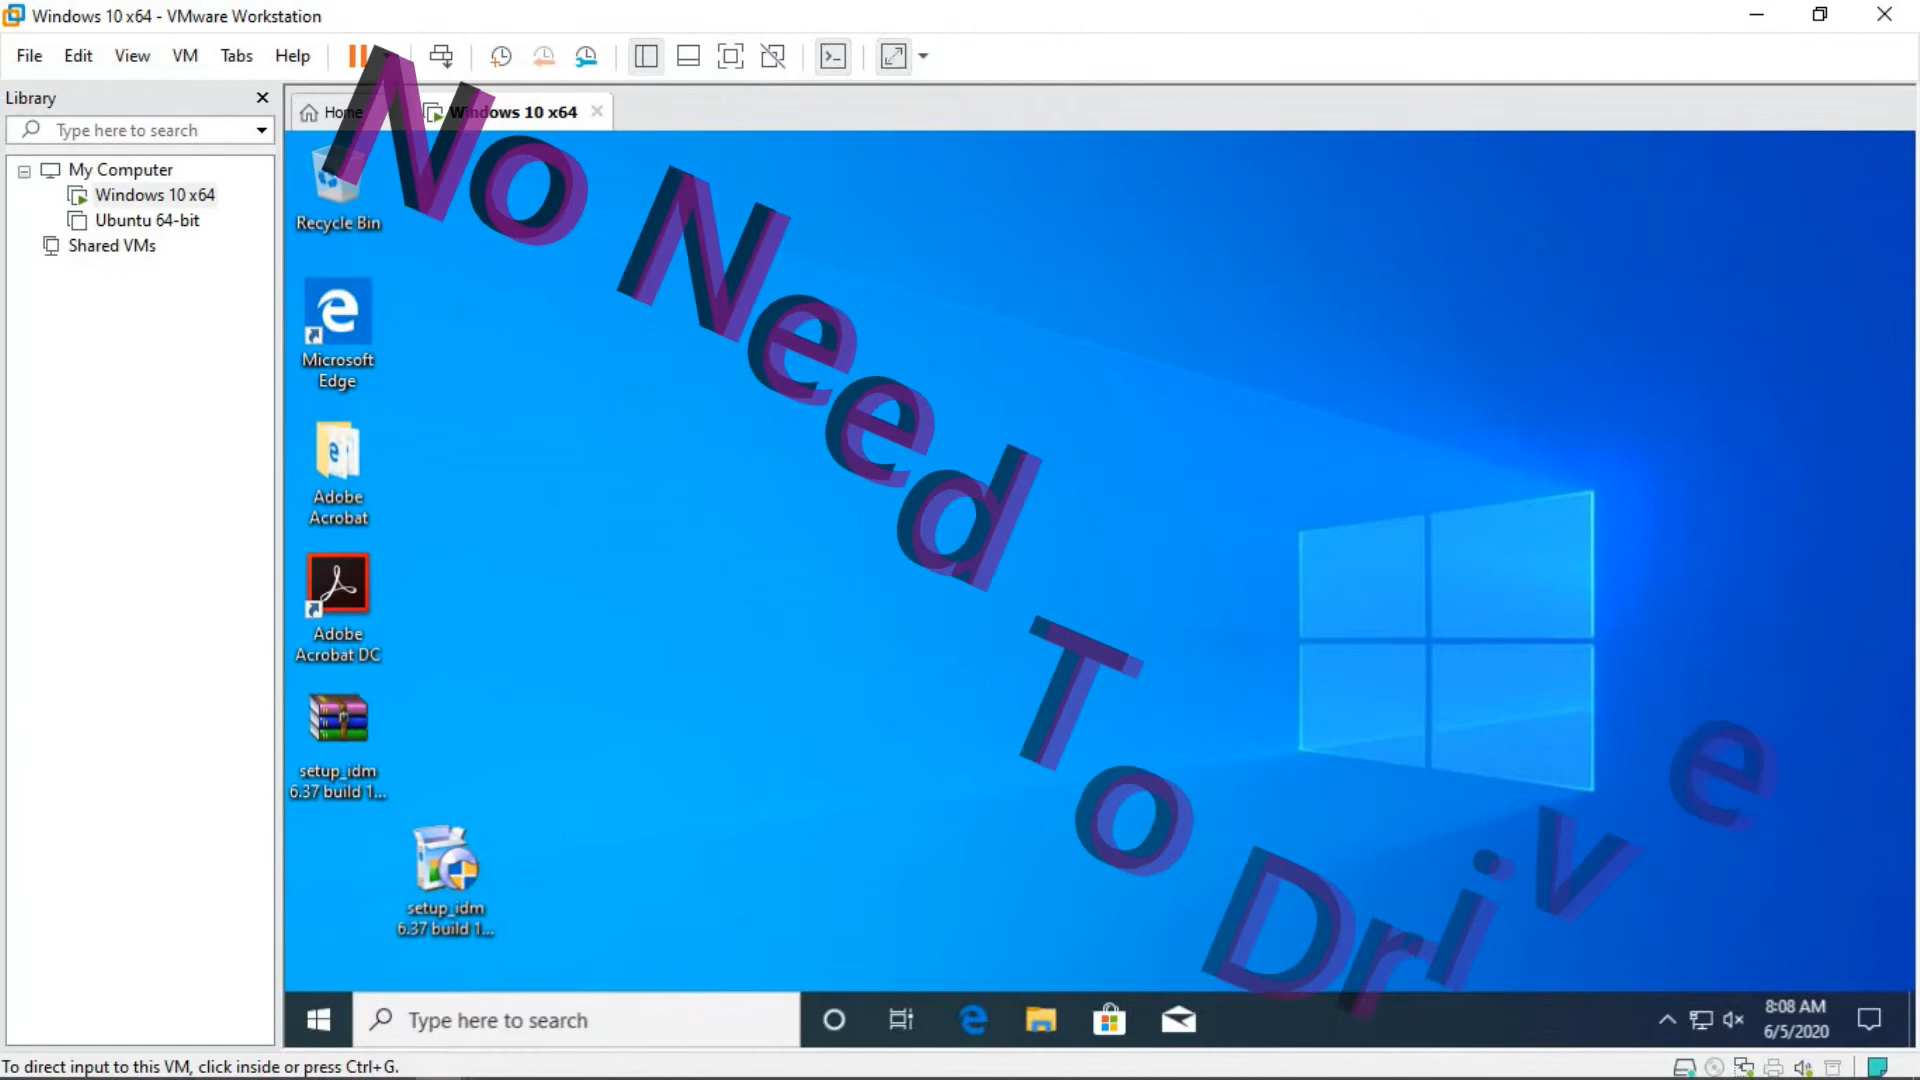 Windows 10 x64 - VMware Workstation
File Edit View VM Tabs Help
Library
Type here to search
My Computer
Windows 10 x64
Ubuntu 64-bit
Shared VMs
Home
Windows 10 x64
No Need To Drive
Recycle Bin
Microsoft
Edge
Adobe
Acrobat
Adobe
Acrobat DC
setup_idm
6.37 build 1...
setup_idm
6.37 build 1...
Type here to search
8:08 AM
6/5/2020
To direct input to this VM, click inside or press Ctrl+G.